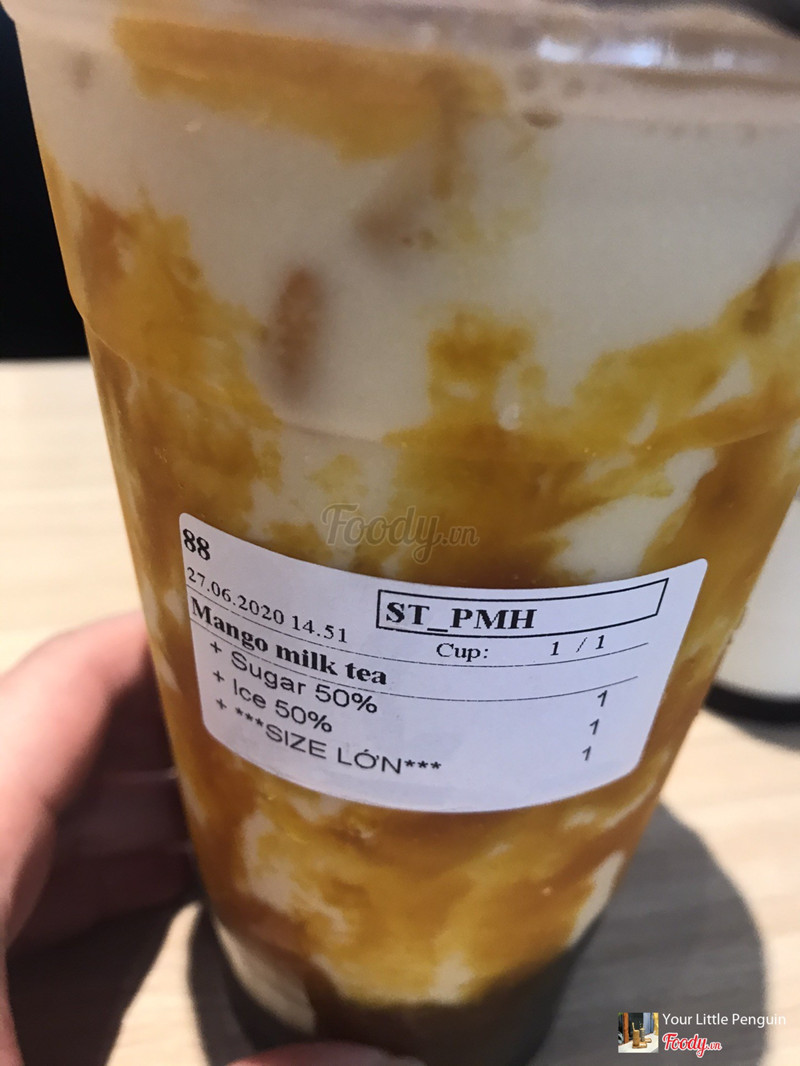 Foody.vn
88
27.06.2020 14.51
ST_PMH
Cup: 1 / 1
Mango milk tea
+ Sugar 50% 1
+ Ice 50% 1
+ ***SIZE LỚN*** 1
Your Little Penguin
Foody.vn